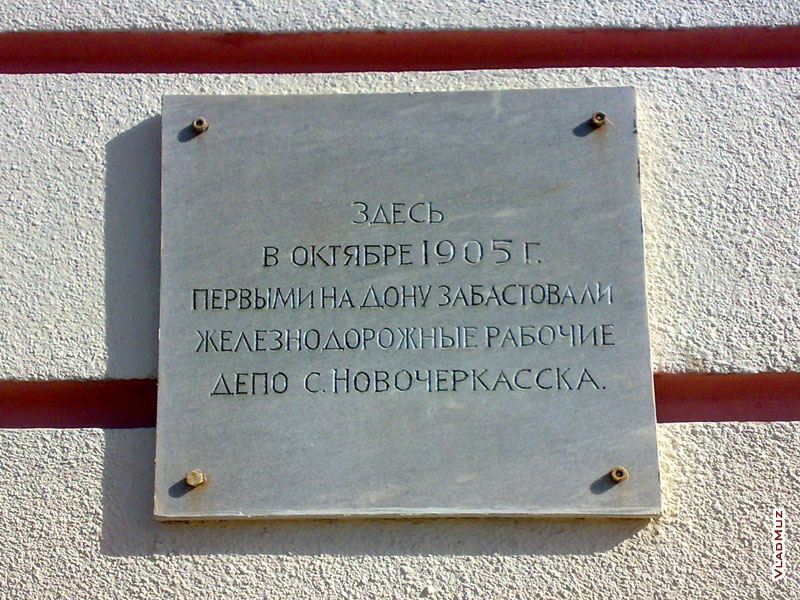 ЗДЕСЬ
В ОКТЯБРЕ 1905 Г.
ПЕРВЫМИ НА ДОНУ ЗАБАСТОВАЛИ
ЖЕЛЕЗНОДОРОЖНЫЕ РАБОЧИЕ
ДЕПО С. НОВОЧЕРКАССКА.
VLADMUZ